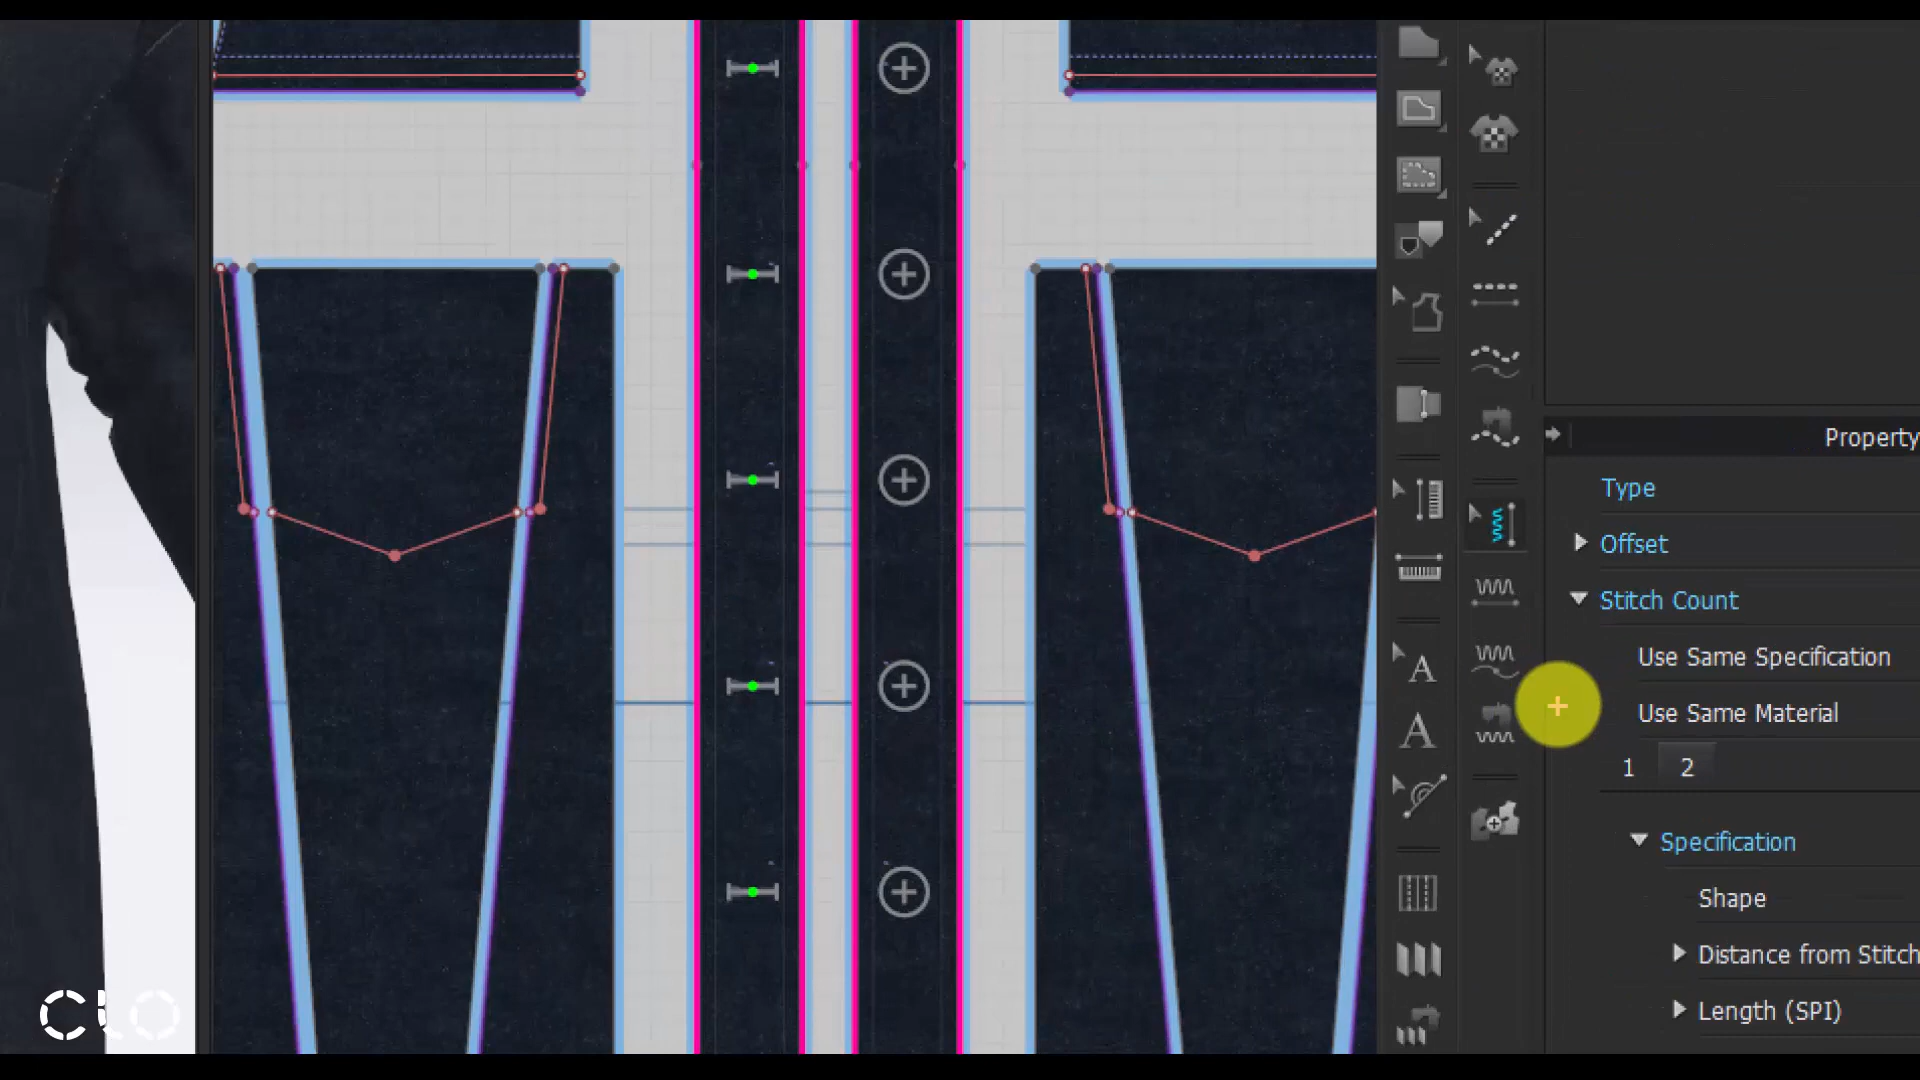 Property
Type
Offset
Stitch Count
Use Same Specification
Use Same Material
1 2
Specification
Shape
Distance from Stitch
Length (SPI)
A
A
CLO